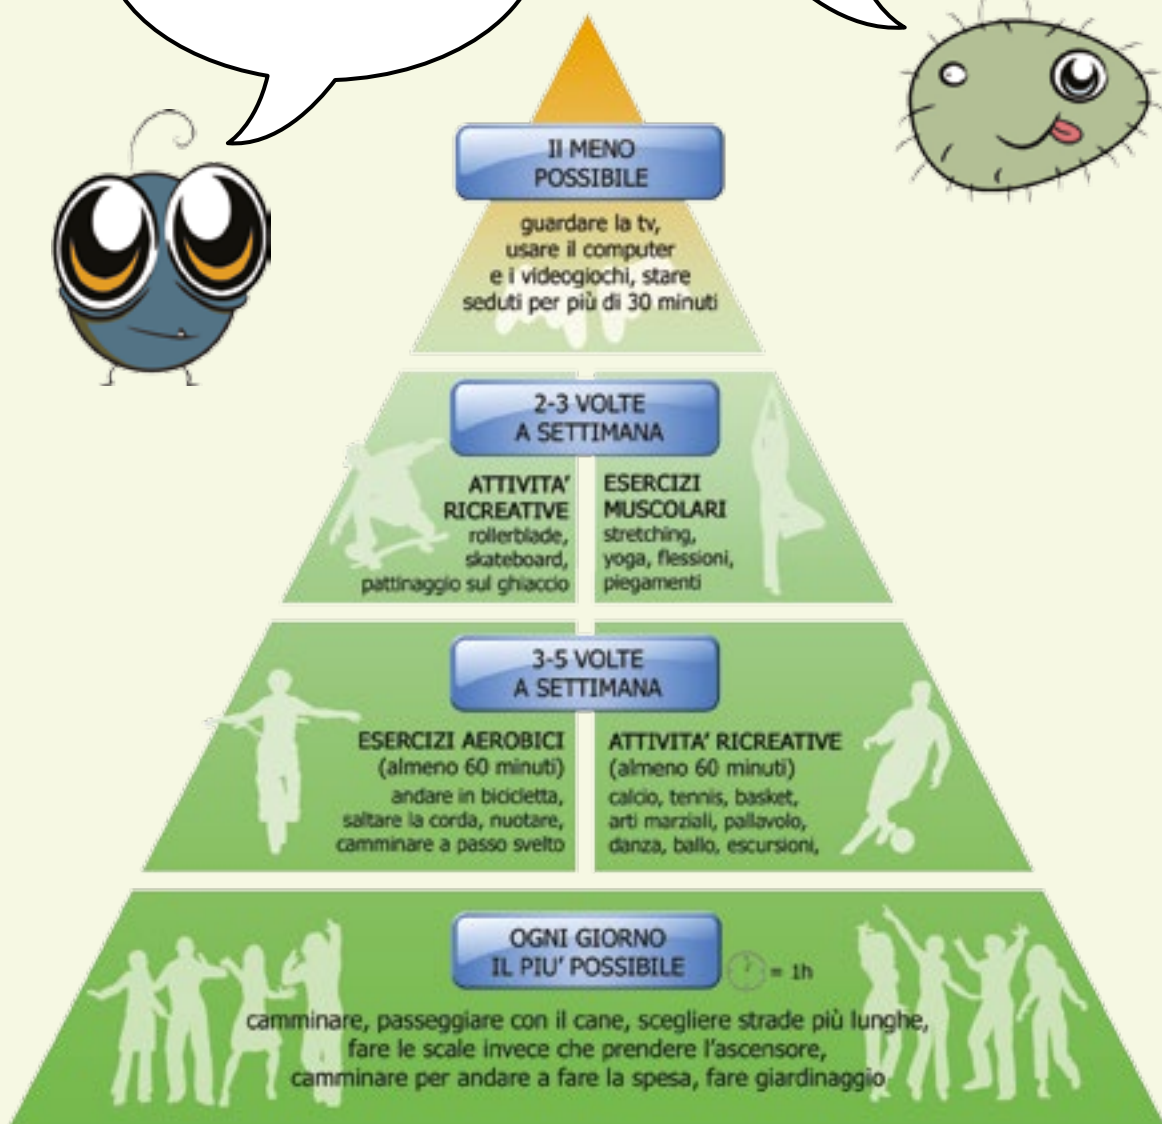 Il MENO
POSSIBILE
guardare la tv,
usare il computer
e i videogiochi, stare
seduti per più di 30 minuti
2-3 VOLTE
A SETTIMANA
ATTIVITA'
RICREATIVE
rollerblade,
skateboard,
pattinaggio sul ghiaccio
ESERCIZI
MUSCOLARI
stretching,
yoga, flessioni,
piegamenti
3-5 VOLTE
A SETTIMANA
ESERCIZI AEROBICI
(almeno 60 minuti)
andare in bicicletta,
saltare la corda, nuotare,
camminare a passo svelto
ATTIVITA' RICREATIVE
(almeno 60 minuti)
calcio, tennis, basket,
arti marziali, pallavolo,
danza, ballo, escursioni,
OGNI GIORNO
IL PIU' POSSIBILE
= 1h
camminare, passeggiare con il cane, scegliere strade più lunghe,
fare le scale invece che prendere l'ascensore,
camminare per andare a fare la spesa, fare giardinaggio